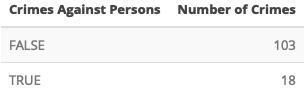 Crimes Against Persons Number of Crimes
FALSE 103
TRUE 18